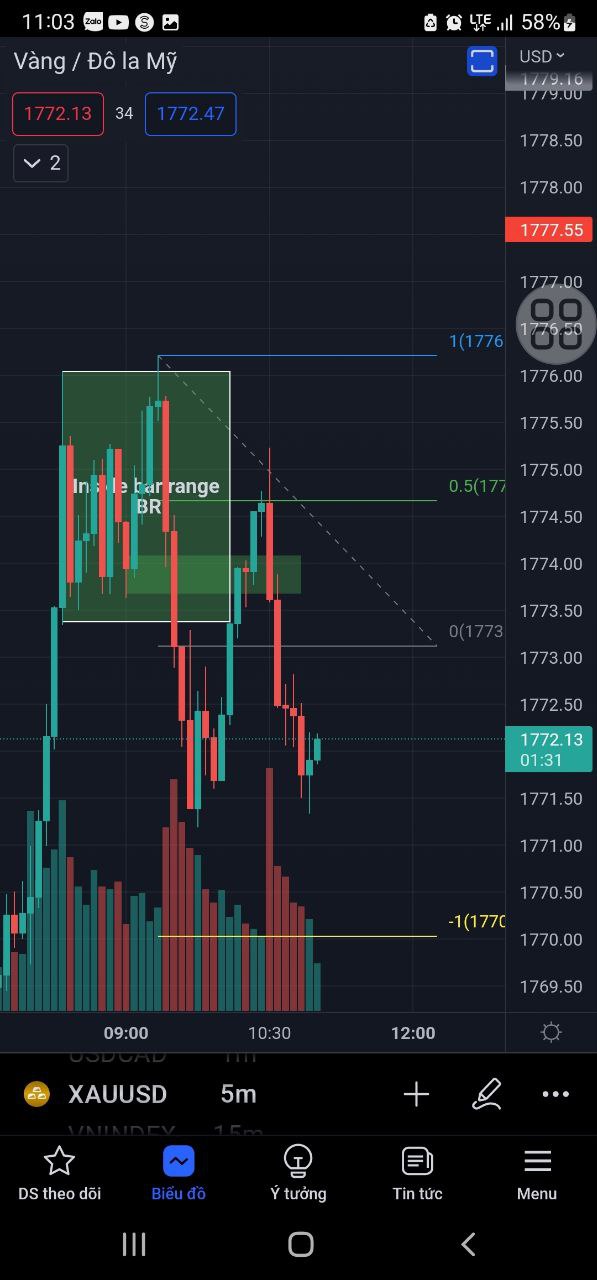 11:03 Zalo LTE 58%
Vàng / Đô la Mỹ
USD
1779.16
1779.00
1772.13 34 1772.47
1778.50
2
1778.00
1777.55
1777.00
1776.50
1(1776
1776.00
1775.50
1775.00
Inside bar range
BR
0.5(177
1774.50
1774.00
1773.50
0(1773
1773.00
1772.50
1772.13
01:31
1771.50
1771.00
1770.50
-1(1770
1770.00
1769.50
09:00 10:30 12:00
USDCAD 1m
XAUUSD 5m
VNINDEX 15m
DS theo dõi Biểu đồ Ý tưởng Tin tức Menu